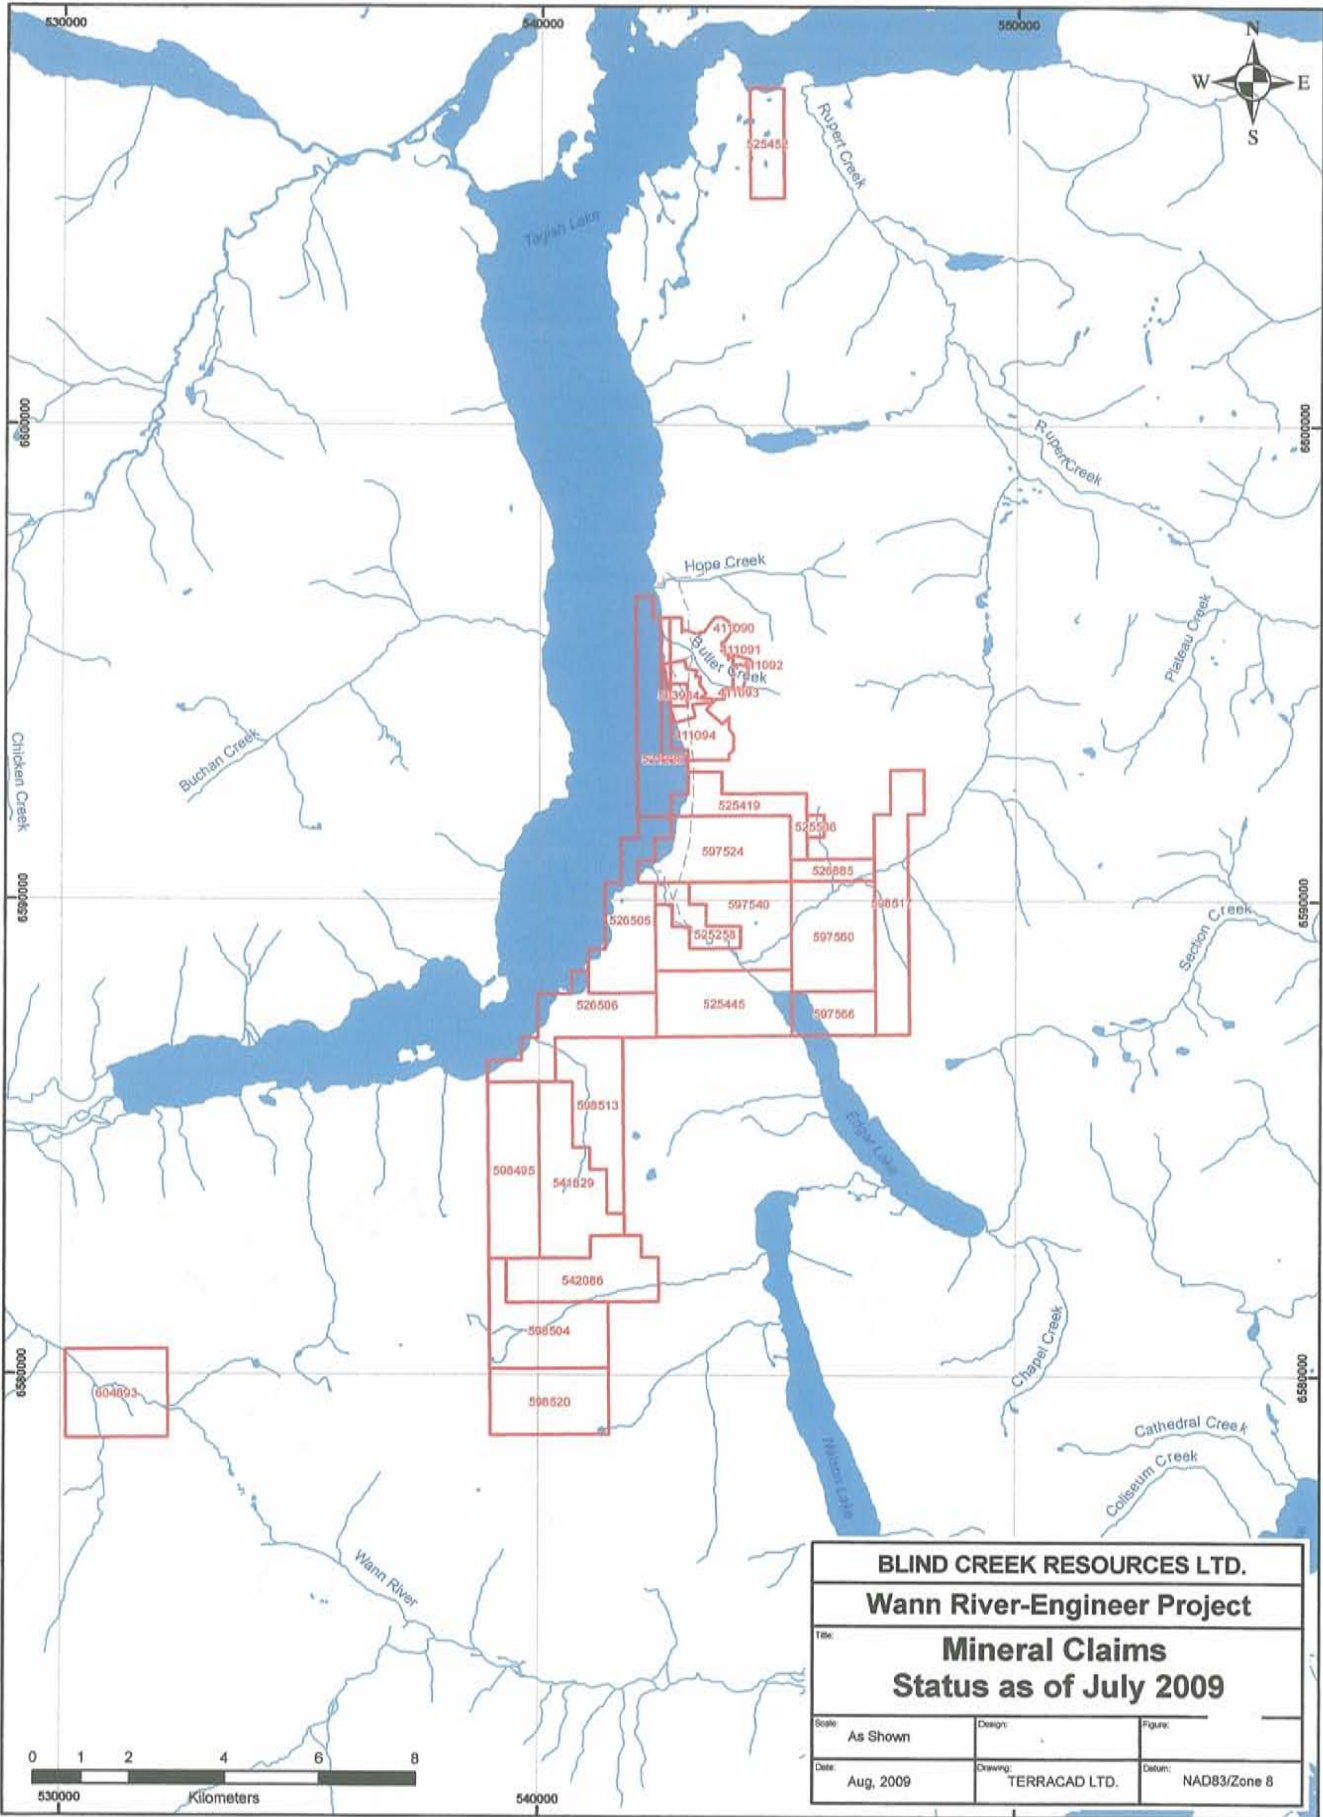 530000
540000
550000
N
W E
S
525452
Rupert Creek
Tagish Lake
6600000
6600000
Rupert Creek
Hope Creek
411090
411091
411092
Butler Creek
411093
411094
Plateau Creek
Buchan Creek
Chicken Creek
525419
597524
526885
6590000
6590000
526505
597540
525258
597560
Section Creek
526506
525445
597566
598513
598495
541829
Edgar Lake
542086
598504
598520
604893
6580000
6580000
Chapel Creek
Cathedral Creek
Coliseum Creek
Nelson Lake
Wann River
BLIND CREEK RESOURCES LTD.
Wann River-Engineer Project
Title:
Mineral Claims
Status as of July 2009
Scale:
As Shown
Design:
Figure:
Date:
Aug, 2009
Drawing:
TERRACAD LTD.
Datum:
NAD83/Zone 8
0 1 2 4 6 8
Kilometers
530000
540000